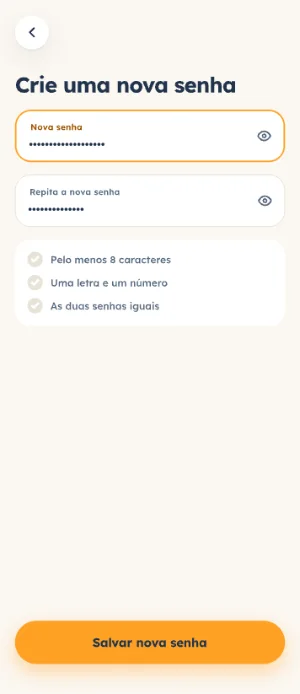 Crie uma nova senha
Nova senha
•••••••••••••••••••
Repita a nova senha
••••••••••••••
Pelo menos 8 caracteres
Uma letra e um número
As duas senhas iguais
Salvar nova senha